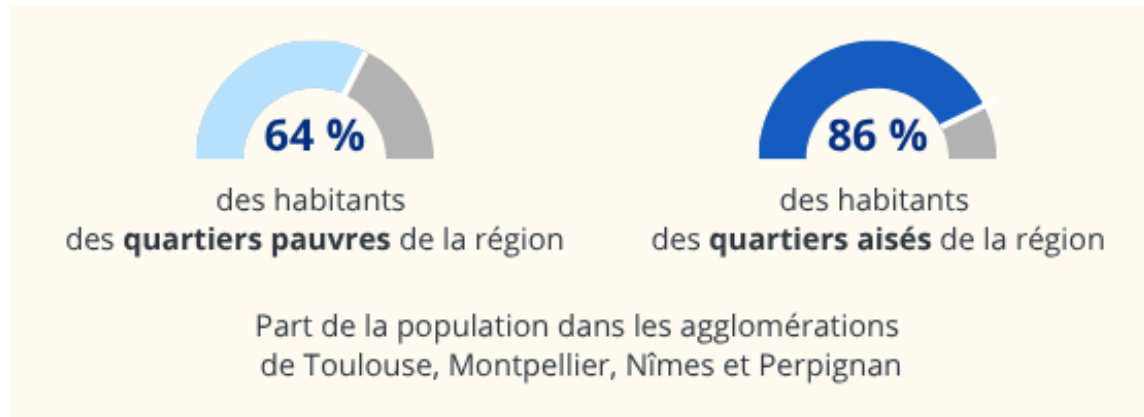 64 %
des habitants
des quartiers pauvres de la région
86 %
des habitants
des quartiers aisés de la région
Part de la population dans les agglomérations
de Toulouse, Montpellier, Nîmes et Perpignan